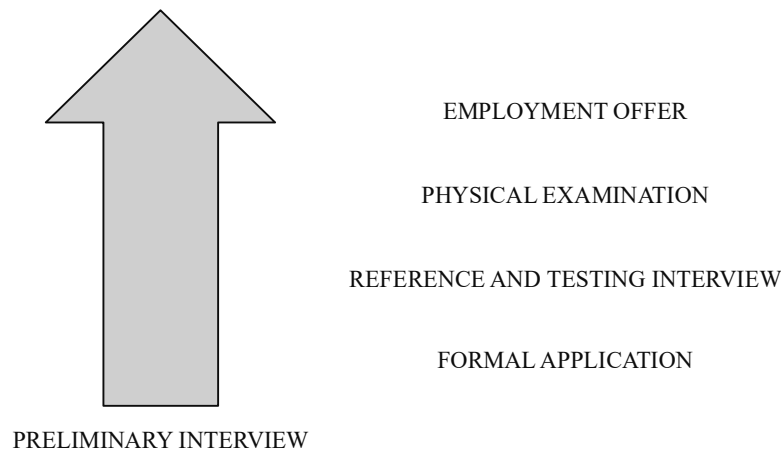 EMPLOYMENT OFFER
PHYSICAL EXAMINATION
REFERENCE AND TESTING INTERVIEW
FORMAL APPLICATION
PRELIMINARY INTERVIEW